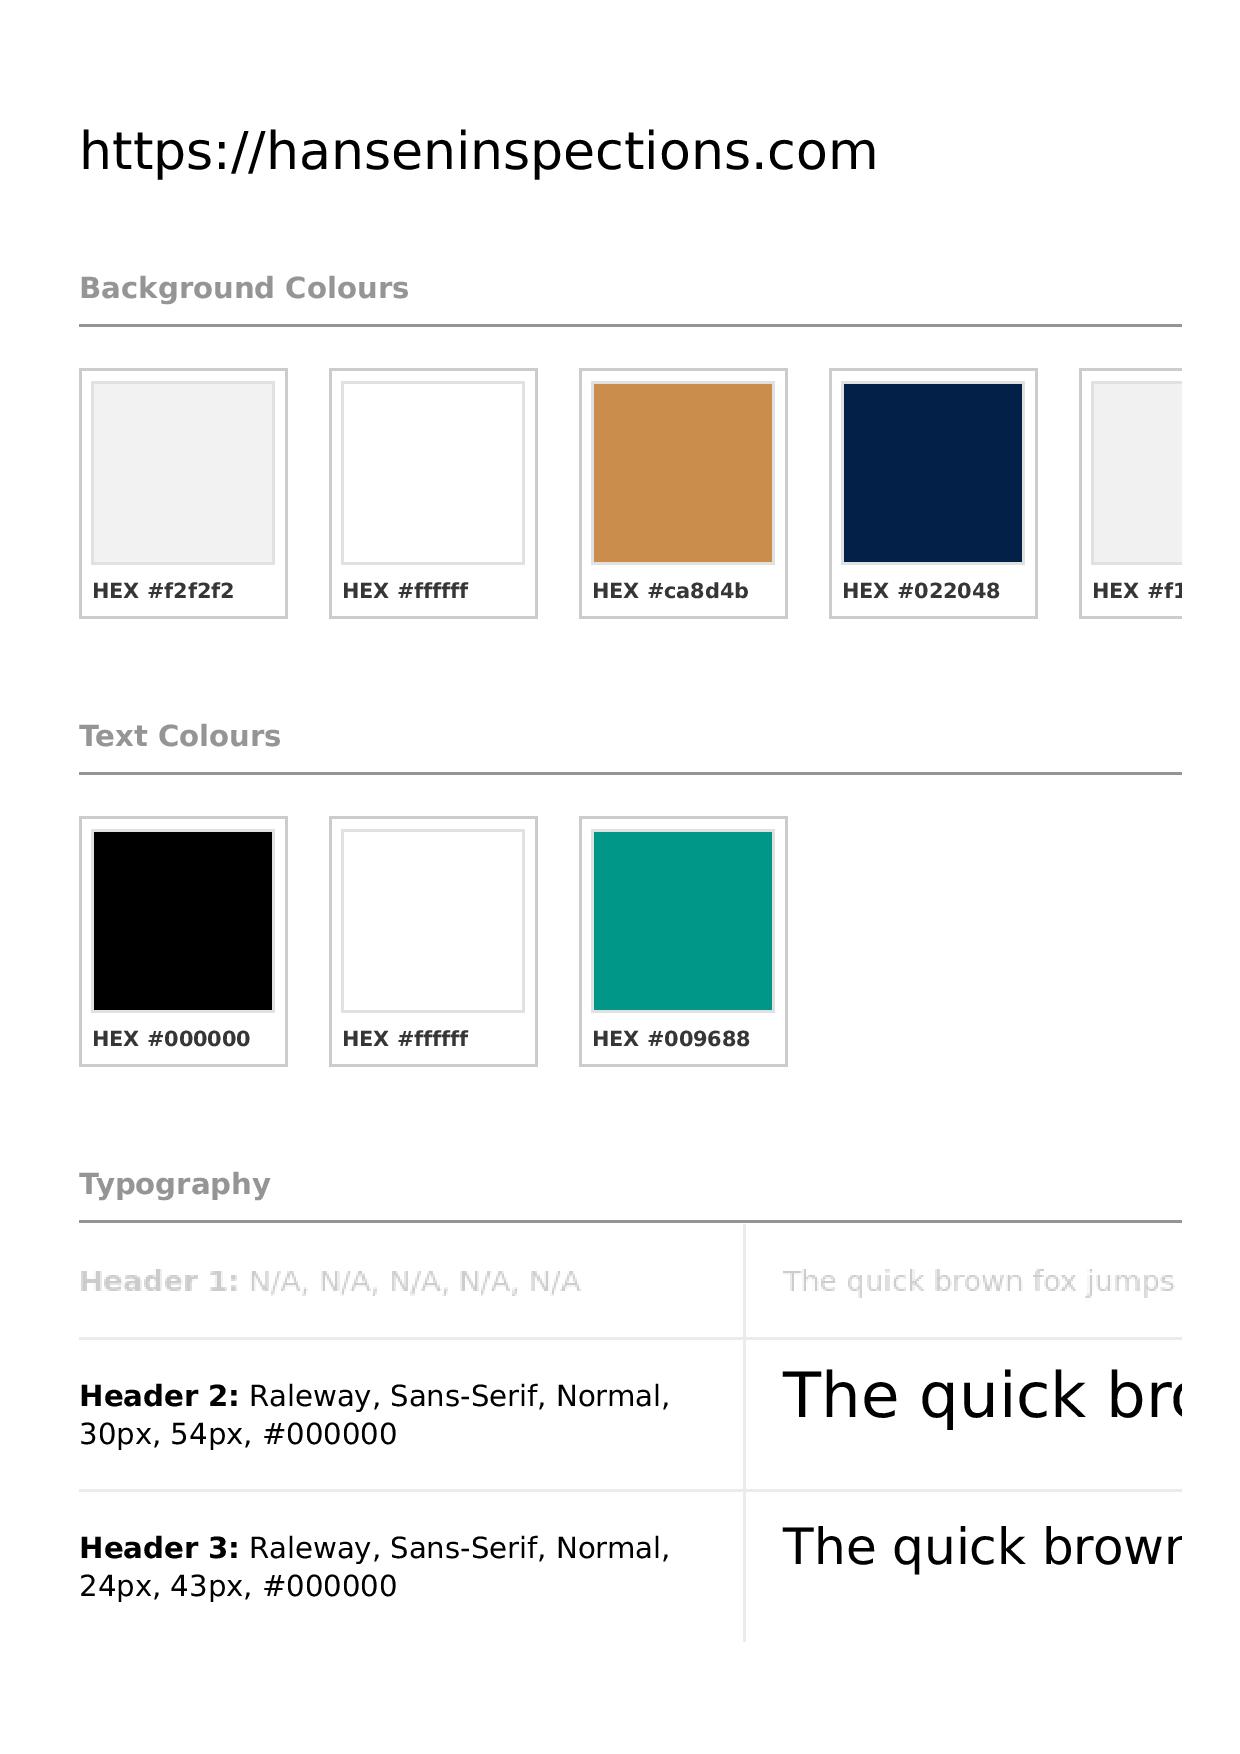 https://hanseninspections.com
Background Colours
HEX #f2f2f2
HEX #ffffff
HEX #ca8d4b
HEX #022048
HEX #f1
Text Colours
HEX #000000
HEX #ffffff
HEX #009688
Typography
Header 1: N/A, N/A, N/A, N/A, N/A
The quick brown fox jumps
Header 2: Raleway, Sans-Serif, Normal,
30px, 54px, #000000
The quick bro
Header 3: Raleway, Sans-Serif, Normal,
24px, 43px, #000000
The quick brown